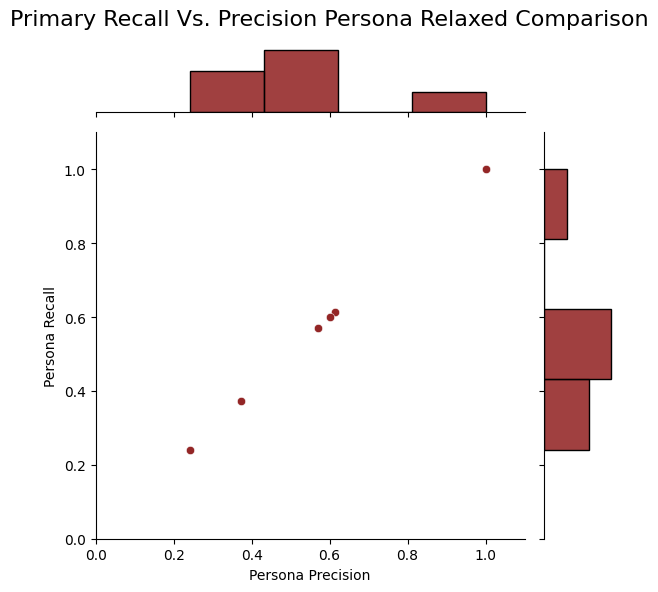 Primary Recall Vs. Precision Persona Relaxed Comparison
1.0
0.8
0.6
0.4
0.2
0.0
Persona Recall
0.0 0.2 0.4 0.6 0.8 1.0
Persona Precision